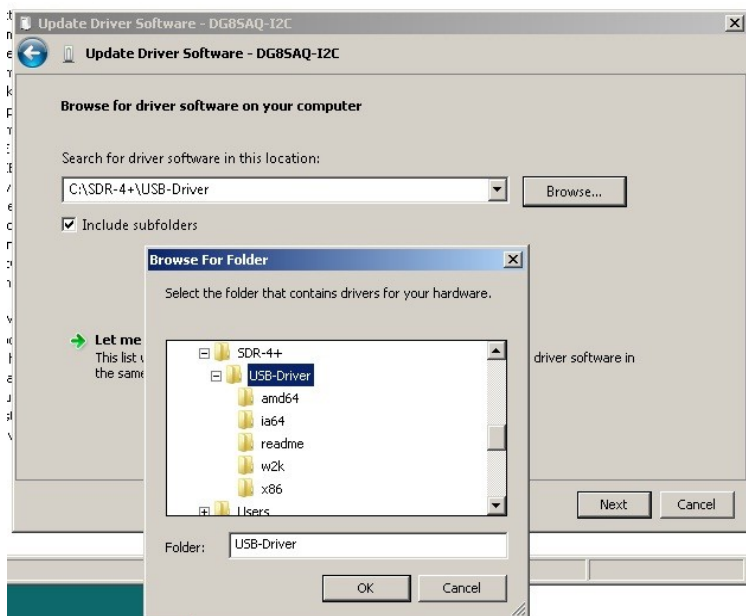 Update Driver Software - DG8SAQ-I2C
Update Driver Software - DG8SAQ-I2C
Browse for driver software on your computer
Search for driver software in this location:
C:\SDR-4+\USB-Driver
Browse...
Include subfolders
Browse For Folder
Select the folder that contains drivers for your hardware.
Let me
This list
driver software in
the same
SDR-4+
USB-Driver
amd64
ia64
readme
w2k
x86
Users
Next
Cancel
Folder:
USB-Driver
OK
Cancel